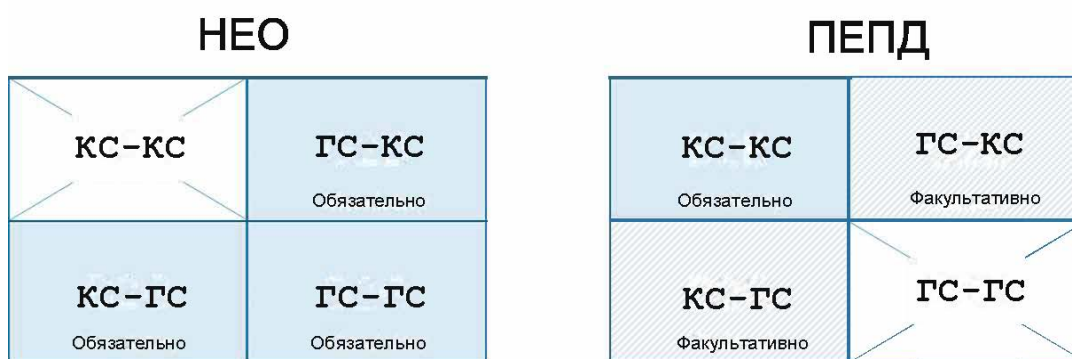 НЕО
КС-КС
ГС-КС
Обязательно
КС-ГС
Обязательно
ГС-ГС
Обязательно
ПЕПД
КС-КС
Обязательно
ГС-КС
Факультативно
КС-ГС
Факультативно
ГС-ГС